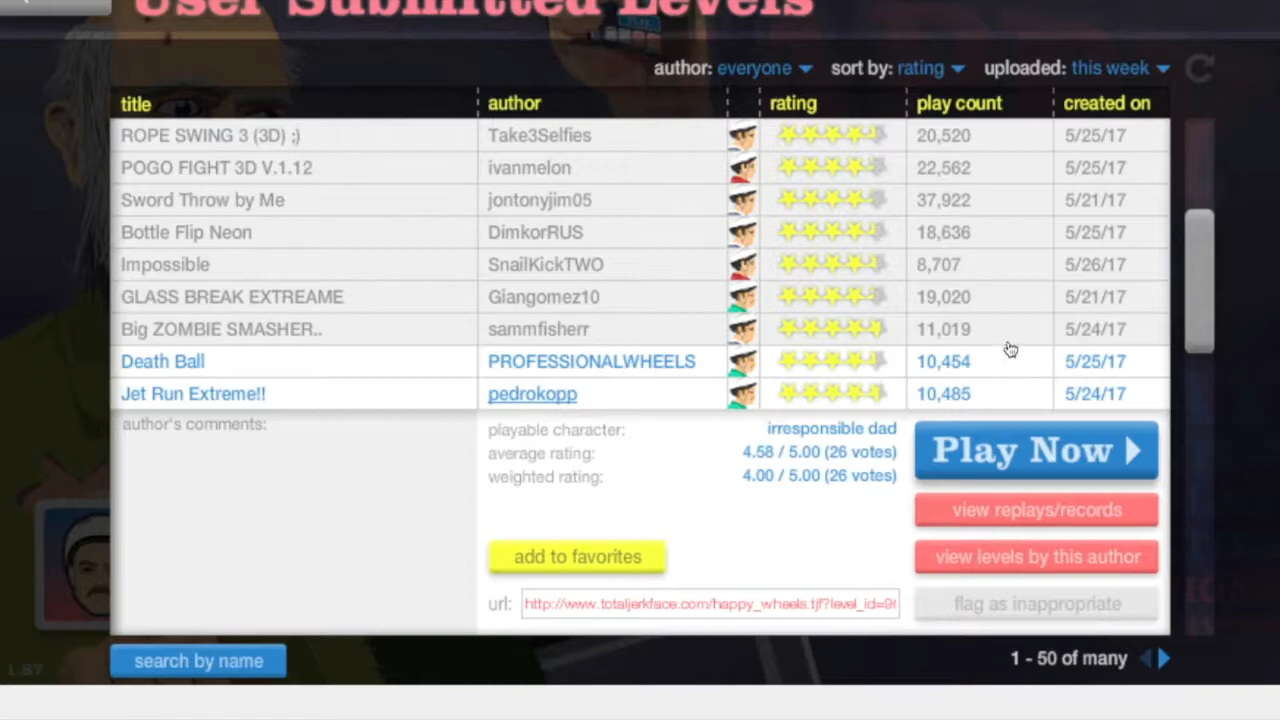 User Submitted Levels
author: everyone sort by: rating uploaded: this week
title author rating play count created on
ROPE SWING 3 (3D) ;) Take3Selfies 20,520 5/25/17
POGO FIGHT 3D V.1.12 ivanmelon 22,562 5/25/17
Sword Throw by Me jontonyjim05 37,922 5/21/17
Bottle Flip Neon DimkorRUS 18,636 5/25/17
Impossible SnailKickTWO 8,707 5/26/17
GLASS BREAK EXTREAME Giangomez10 19,020 5/21/17
Big ZOMBIE SMASHER.. sammfisherr 11,019 5/24/17
Death Ball PROFESSIONALWHEELS 10,454 5/25/17
Jet Run Extreme!! pedrokopp 10,485 5/24/17
author's comments:
playable character: irresponsible dad
average rating: 4.58 / 5.00 (26 votes)
weighted rating: 4.00 / 5.00 (26 votes)
Play Now
view replays/records
add to favorites
view levels by this author
url: http://www.totaljerkface.com/happy_wheels.tjf?level_id=9
flag as inappropriate
search by name
1 - 50 of many